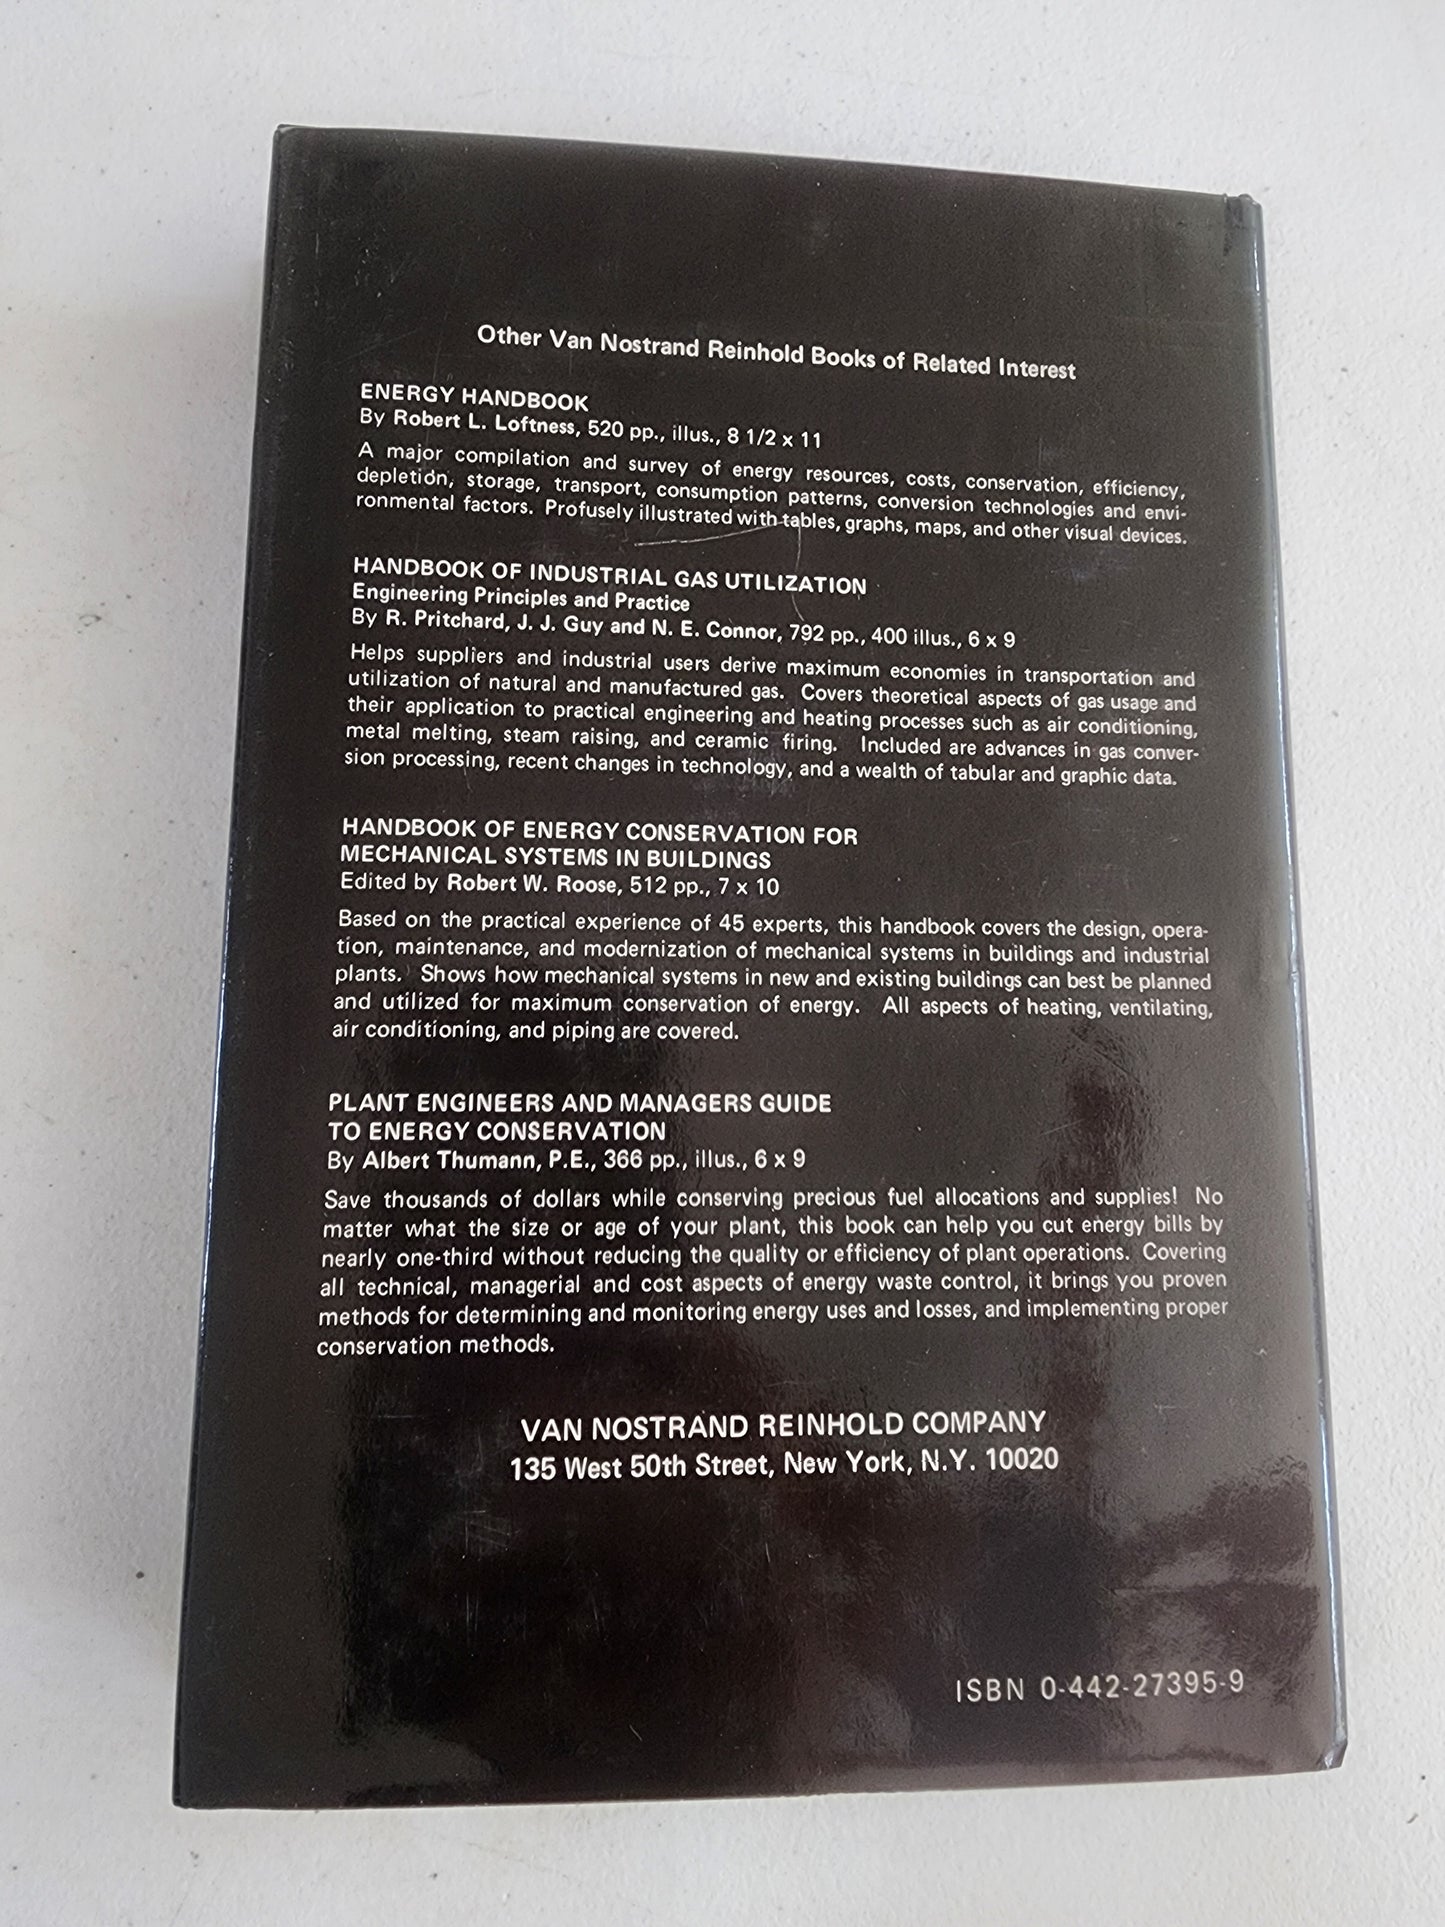 Other Van Nostrand Reinhold Books of Related Interest
ENERGY HANDBOOK
By Robert L. Loftness, 520 pp., illus., 8 1/2 x 11
A major compilation and survey of energy resources, costs, conservation, efficiency,
depletion, storage, transport, consumption patterns, conversion technologies and envi-
ronmental factors. Profusely illustrated with tables, graphs, maps, and other visual devices.
HANDBOOK OF INDUSTRIAL GAS UTILIZATION
Engineering Principles and Practice
By R. Pritchard, J. J. Guy and N. E. Connor, 792 pp., 400 illus., 6 x 9
Helps suppliers and industrial users derive maximum economies in transportation and
utilization of natural and manufactured gas. Covers theoretical aspects of gas usage and
their application to practical engineering and heating processes such as air conditioning,
metal melting, steam raising, and ceramic firing. Included are advances in gas conver-
sion processing, recent changes in technology, and a wealth of tabular and graphic data.
HANDBOOK OF ENERGY CONSERVATION FOR
MECHANICAL SYSTEMS IN BUILDINGS
Edited by Robert W. Roose, 512 pp., 7 x 10
Based on the practical experience of 45 experts, this handbook covers the design, opera-
tion, maintenance, and modernization of mechanical systems in buildings and industrial
plants. Shows how mechanical systems in new and existing buildings can best be planned
and utilized for maximum conservation of energy. All aspects of heating, ventilating,
air conditioning, and piping are covered.
PLANT ENGINEERS AND MANAGERS GUIDE
TO ENERGY CONSERVATION
By Albert Thumann, P.E., 366 pp., illus., 6 x 9
Save thousands of dollars while conserving precious fuel allocations and supplies! No
matter what the size or age of your plant, this book can help you cut energy bills by
nearly one-third without reducing the quality or efficiency of plant operations. Covering
all technical, managerial and cost aspects of energy waste control, it brings you proven
methods for determining and monitoring energy uses and losses, and implementing proper
conservation methods.
VAN NOSTRAND REINHOLD COMPANY
135 West 50th Street, New York, N.Y. 10020
ISBN 0-442-27395-9